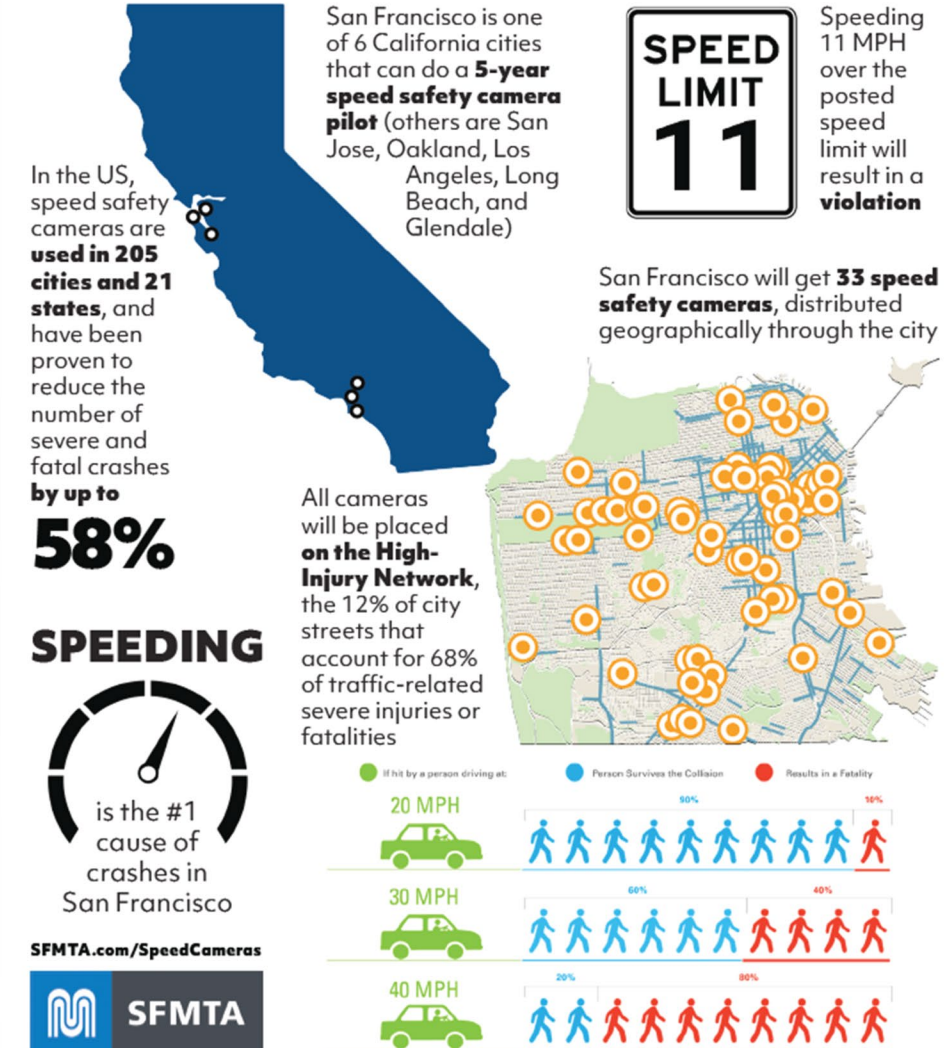 San Francisco is one
of 6 California cities
that can do a 5-year
speed safety camera
pilot (others are San
Jose, Oakland, Los
Angeles, Long
Beach, and
Glendale)
SPEED
LIMIT
11
Speeding
11 MPH
over the
posted
speed
limit will
result in a
violation
In the US,
speed safety
cameras are
used in 205
cities and 21
states, and
have been
proven to
reduce the
number of
severe and
fatal crashes
by up to
58%
San Francisco will get 33 speed
safety cameras, distributed
geographically through the city
All cameras
will be placed
on the High-
Injury Network,
the 12% of city
streets that
account for 68%
of traffic-related
severe injuries or
fatalities
SPEEDING
is the #1
cause of
crashes in
San Francisco
SFMTA.com/SpeedCameras
SFMTA
If hit by a person driving at:
Person Survives the Collision
Results in a Fatality
20 MPH
90%
10%
30 MPH
60%
40%
40 MPH
20%
80%